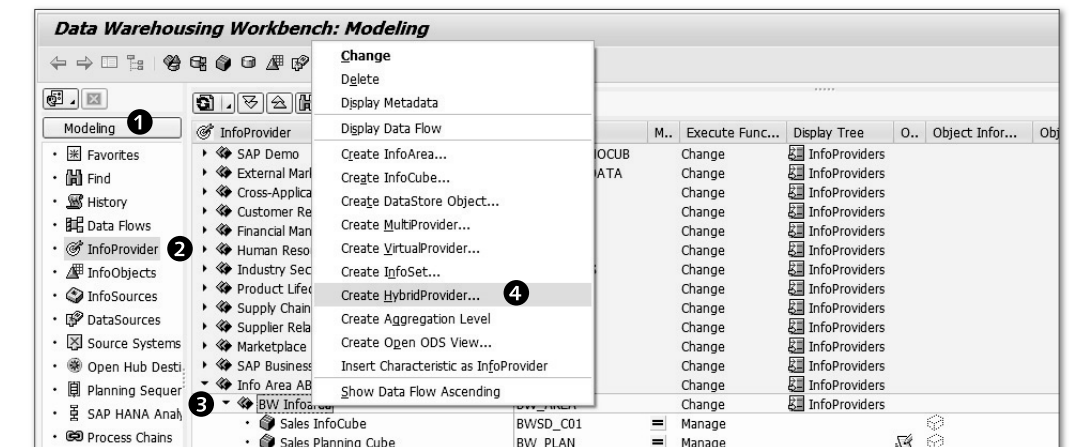 Data Warehousing Workbench: Modeling
Modeling 1
Favorites
Find
History
Data Flows
InfoProvider 2
InfoObjects
InfoSources
DataSources
Source Systems
Open Hub Desti
Planning Sequer
SAP HANA Analy
Process Chains
Change
Delete
Display Metadata
Display Data Flow
Create InfoArea...
Create InfoCube...
Create DataStore Object...
Create MultiProvider...
Create VirtualProvider...
Create InfoSet...
Create HybridProvider... 4
Create Aggregation Level
Create Open ODS View...
Insert Characteristic as InfoProvider
Show Data Flow Ascending
InfoProvider M.. Execute Func... Display Tree O.. Object Infor... Obj
SAP Demo OCUB Change InfoProviders
External Marl ATA Change InfoProviders
Cross-Applica Change InfoProviders
Customer Re Change InfoProviders
Financial Man Change InfoProviders
Human Reso Change InfoProviders
Industry Sec Change InfoProviders
Product Lifec Change InfoProviders
Supply Chain Change InfoProviders
Supplier Rela Change InfoProviders
Marketplace Change InfoProviders
SAP Business Change InfoProviders
Info Area AB Change InfoProviders
3 BW Infoarea BW_AREA Change InfoProviders
Sales InfoCube BWSD_C01 = Manage
Sales Planning Cube BW_PLAN = Manage